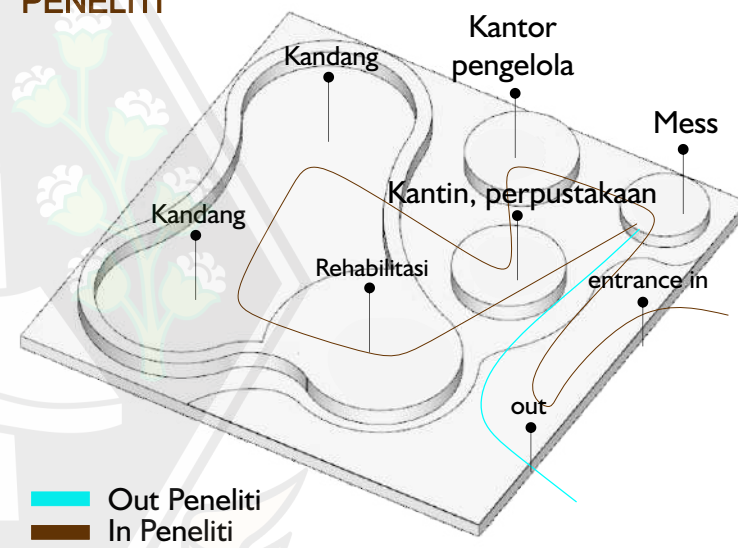 PENELITI
Kantor
pengelola
Kandang
Mess
Kantin, perpustakaan
Kandang
Rehabilitasi
entrance in
out
Out Peneliti
In Peneliti